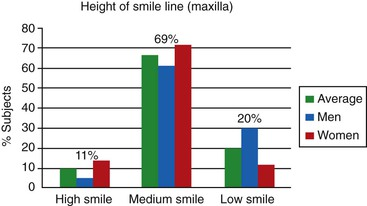 Height of smile line (maxilla)
% Subjects
80
70
60
50
40
30
20
10
0
11%
69%
20%
High smile
Medium smile
Low smile
Average
Men
Women